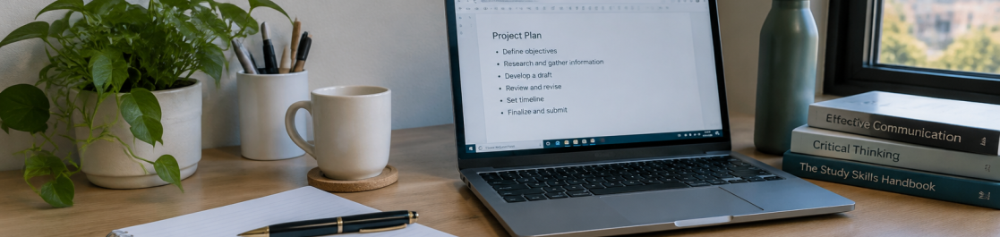 Project Plan
• Define objectives
• Research and gather information
• Develop a draft
• Review and revise
• Set timeline
• Finalize and submit
Effective Communication
Critical Thinking
The Study Skills Handbook